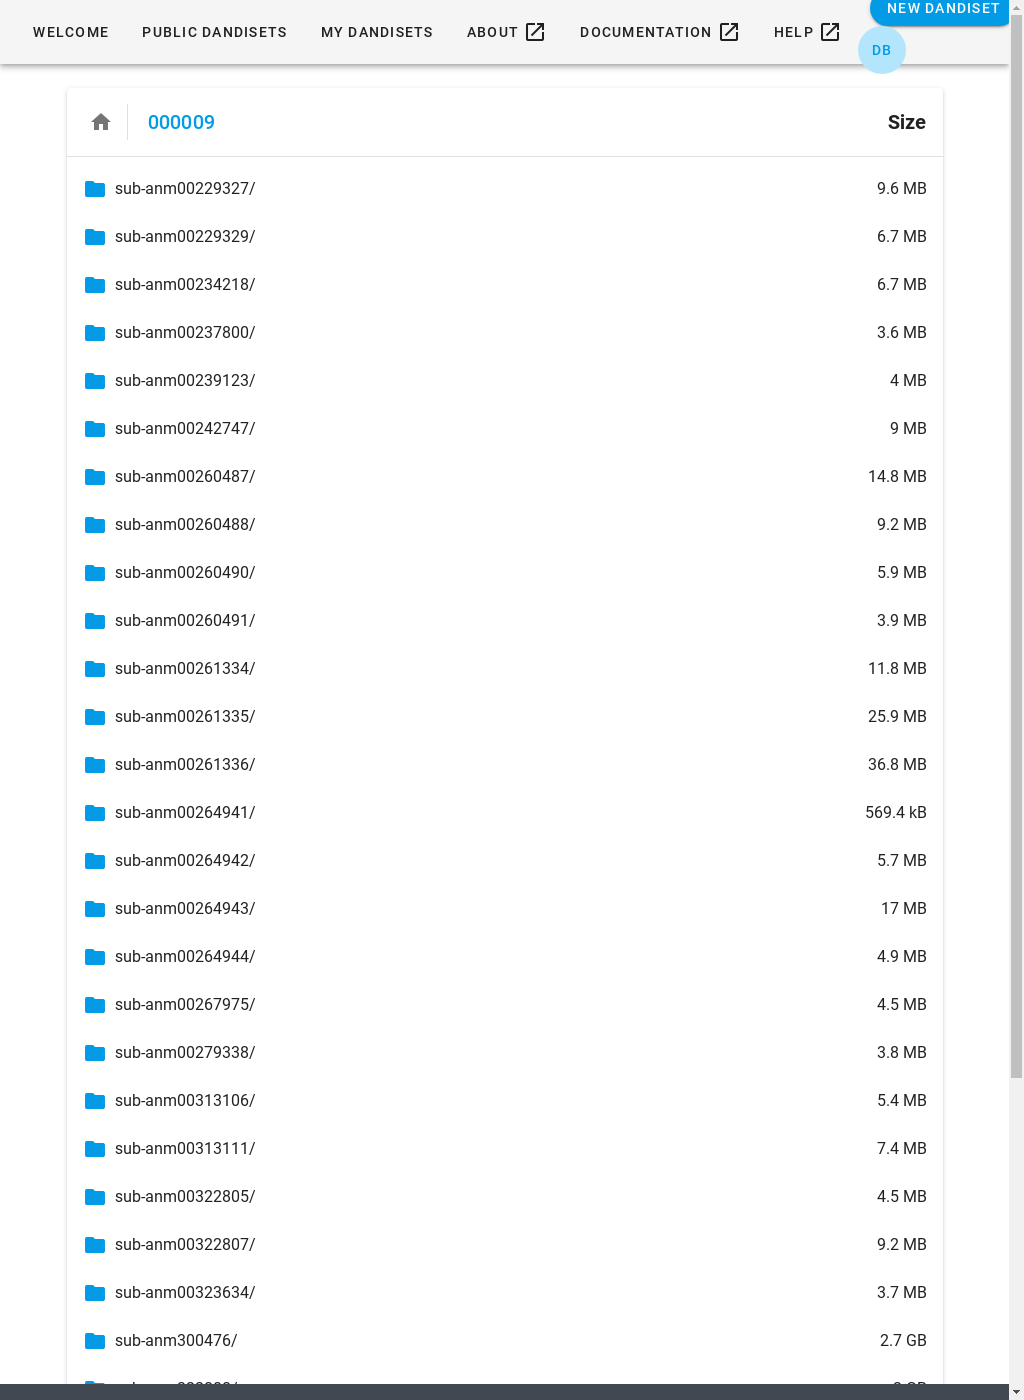 WELCOME PUBLIC DANDISETS MY DANDISETS ABOUT DOCUMENTATION HELP NEW DANDISET
DB
000009 Size
sub-anm00229327/ 9.6 MB
sub-anm00229329/ 6.7 MB
sub-anm00234218/ 6.7 MB
sub-anm00237800/ 3.6 MB
sub-anm00239123/ 4 MB
sub-anm00242747/ 9 MB
sub-anm00260487/ 14.8 MB
sub-anm00260488/ 9.2 MB
sub-anm00260490/ 5.9 MB
sub-anm00260491/ 3.9 MB
sub-anm00261334/ 11.8 MB
sub-anm00261335/ 25.9 MB
sub-anm00261336/ 36.8 MB
sub-anm00264941/ 569.4 kB
sub-anm00264942/ 5.7 MB
sub-anm00264943/ 17 MB
sub-anm00264944/ 4.9 MB
sub-anm00267975/ 4.5 MB
sub-anm00279338/ 3.8 MB
sub-anm00313106/ 5.4 MB
sub-anm00313111/ 7.4 MB
sub-anm00322805/ 4.5 MB
sub-anm00322807/ 9.2 MB
sub-anm00323634/ 3.7 MB
sub-anm300476/ 2.7 GB